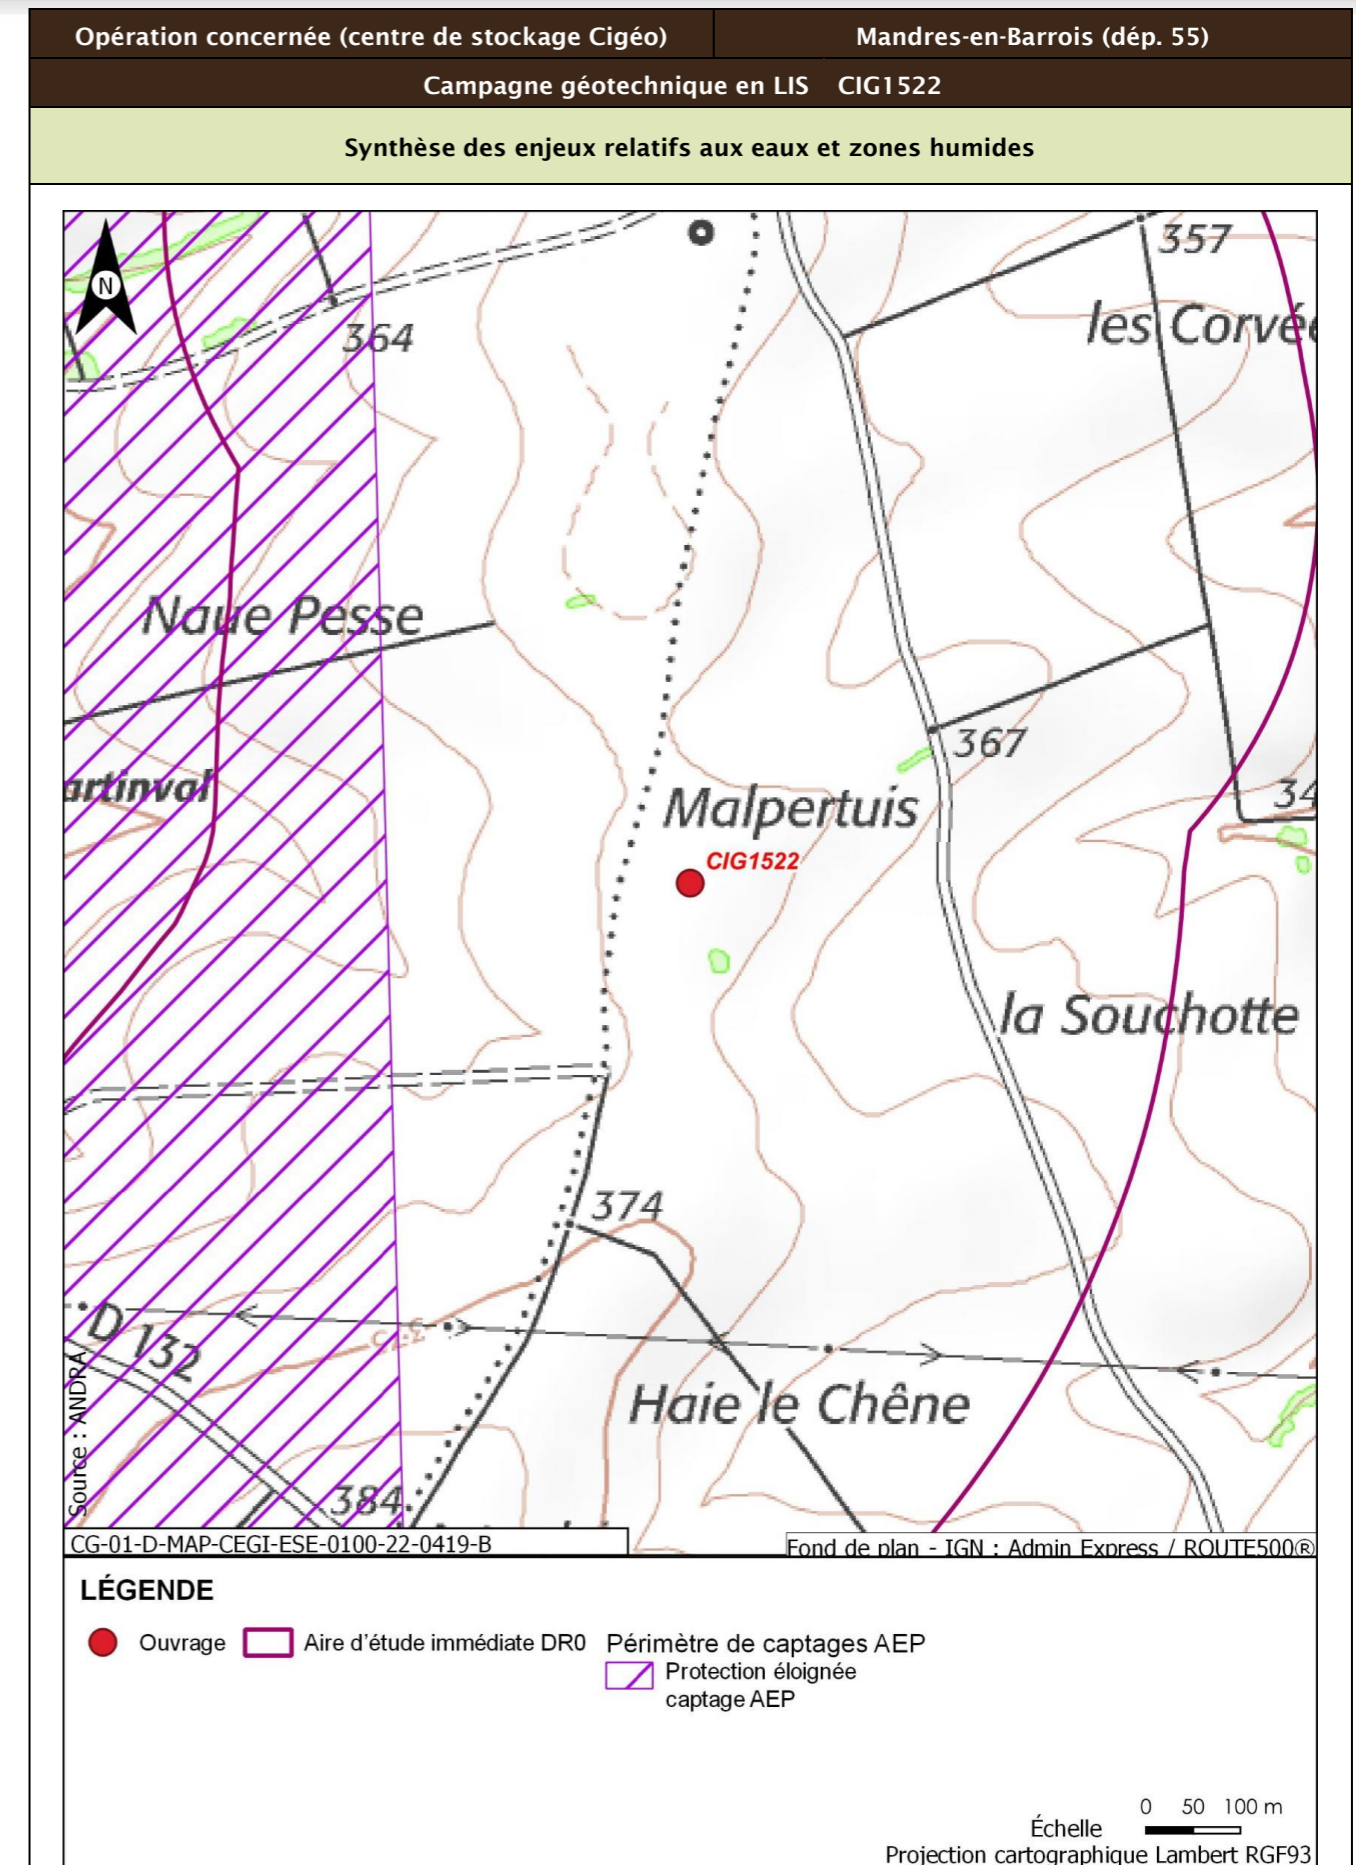 Opération concernée (centre de stockage Cigéo) Mandres-en-Barrois (dép. 55)
Campagne géotechnique en LIS CIG1522
Synthèse des enjeux relatifs aux eaux et zones humides
N
357
les Corvée
364
Naue Pesse
367
artinval
34
Malpertuis
CIG1522
la Souchotte
374
D 132
Haie le Chêne
384
Source : ANDRA
CG-01-D-MAP-CEGI-ESE-0100-22-0419-B
Fond de plan - IGN : Admin Express / ROUTE500®
LÉGENDE
Ouvrage Aire d'étude immédiate DR0 Périmètre de captages AEP
Protection éloignée
captage AEP
0 50 100 m
Échelle
Projection cartographique Lambert RGF93